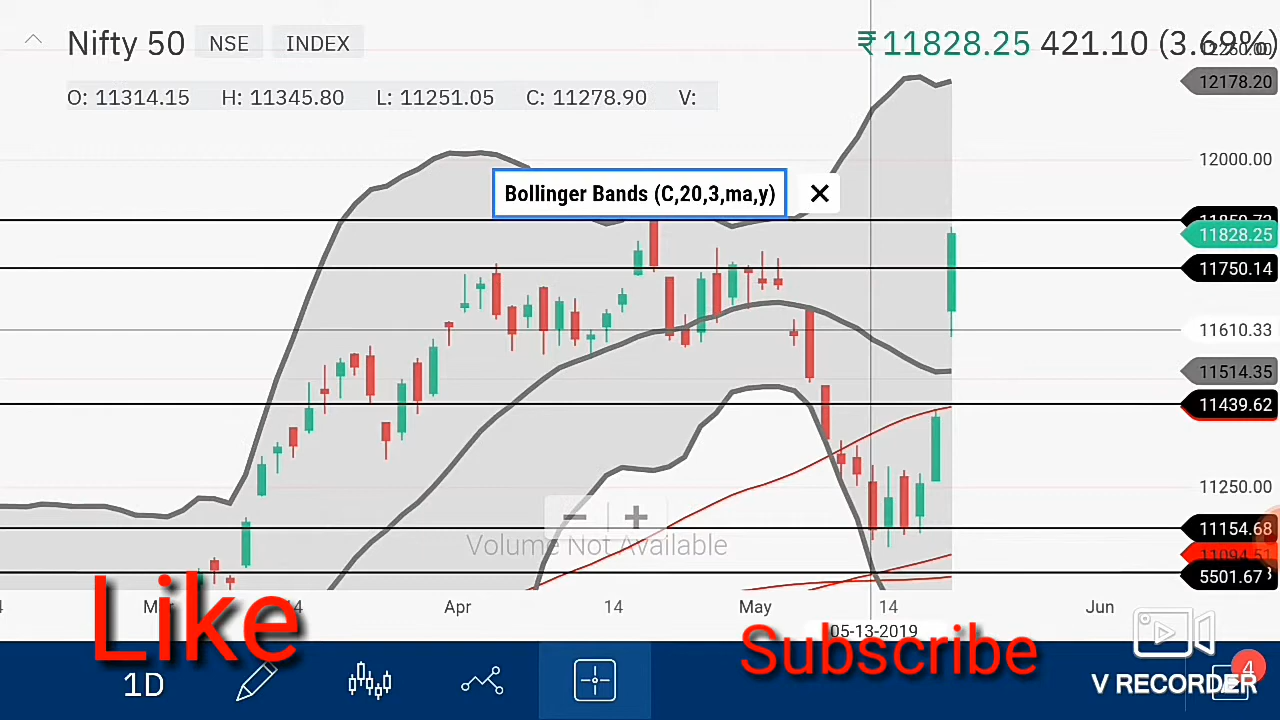 Nifty 50 NSE INDEX
₹11828.25 421.10 (3.69%)
O: 11314.15 H: 11345.80 L: 11251.05 C: 11278.90 V:
12178.20
12000.00
Bollinger Bands (C,20,3,ma,y)
11828.25
11750.14
11610.33
11514.35
11439.62
11250.00
11154.68
Volume Not Available
11094.51
5501.67
Apr 14 May 14 Jun
05-13-2019
Like
Subscribe
1D
4
V RECORDER